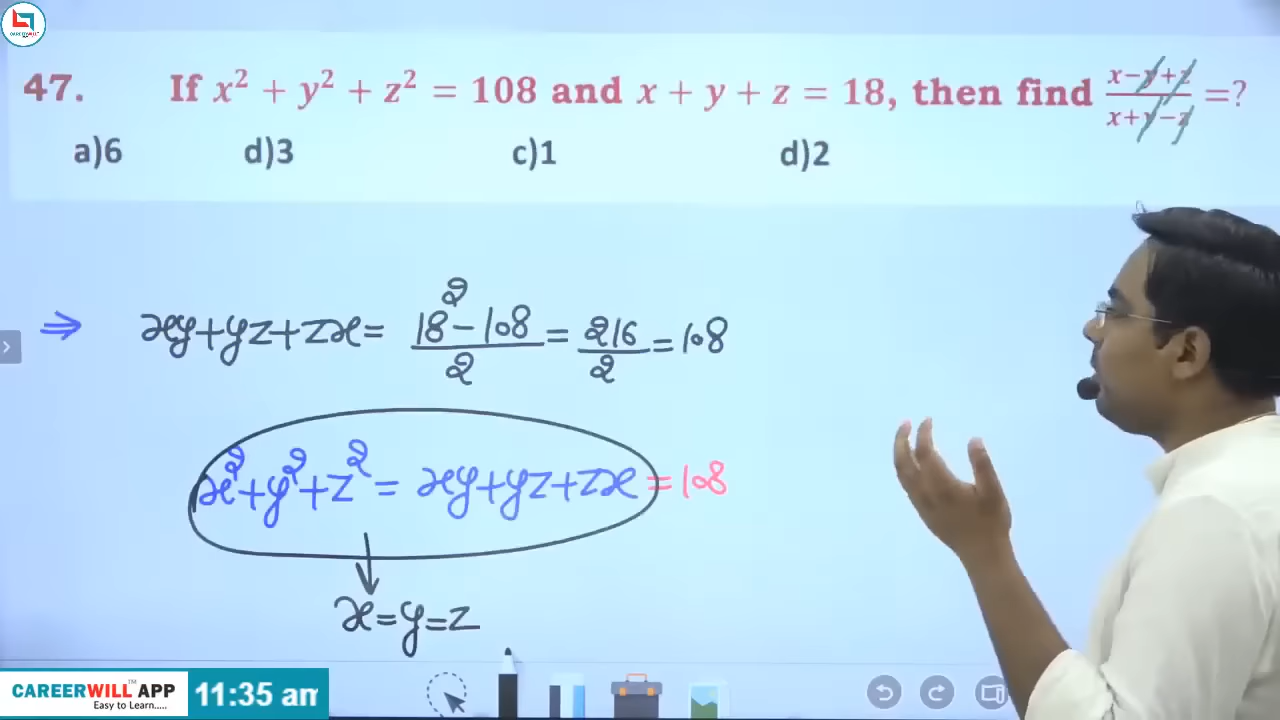 CAREERWILL
47. If x² + y² + z² = 108 and x + y + z = 18, then find (x−y+z)/(x+y−z) =?
a)6 d)3 c)1 d)2
⇒ xy+yz+zx = (18² − 108)/2 = 216/2 = 108
x²+y²+z² = xy+yz+zx = 108
x=y=z
CAREERWILL™ APP
Easy to Learn.....
11:35 am